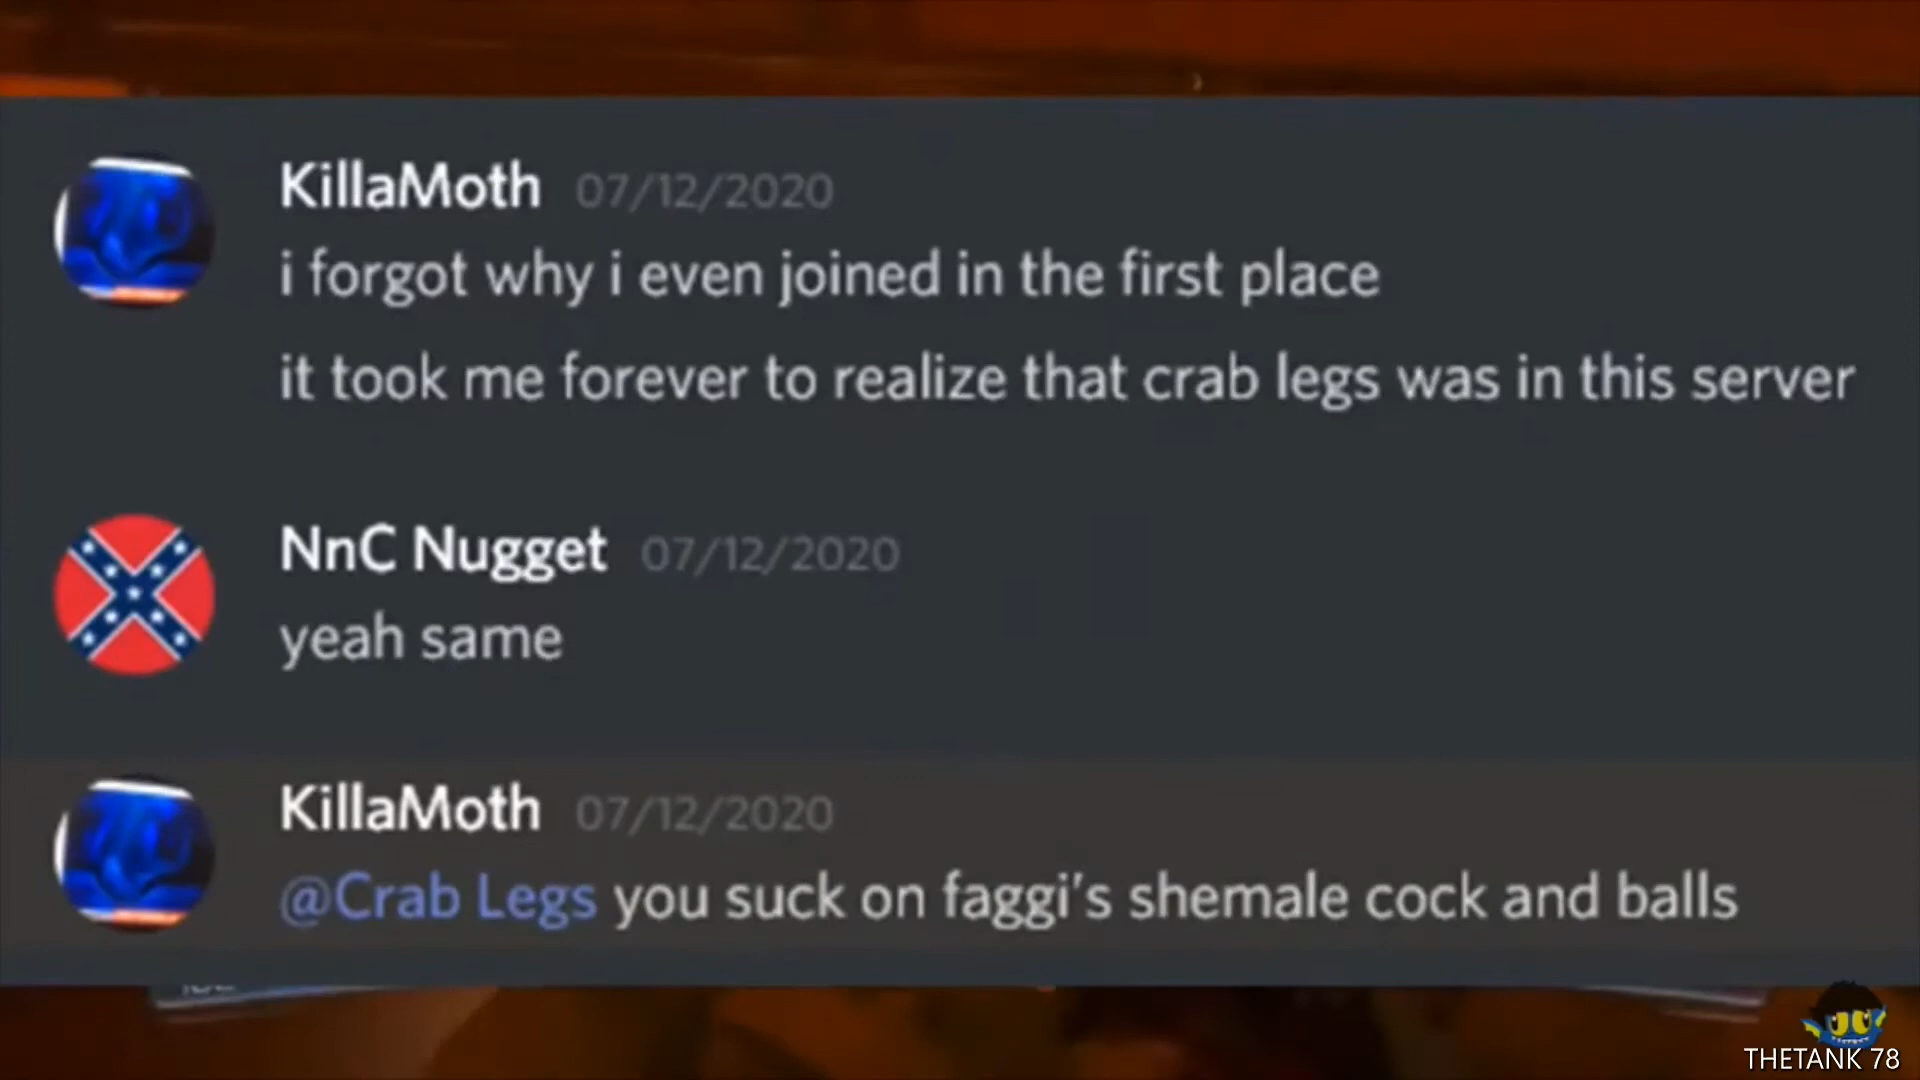 KillaMoth 07/12/2020
i forgot why i even joined in the first place
it took me forever to realize that crab legs was in this server
NnC Nugget 07/12/2020
yeah same
KillaMoth 07/12/2020
@Crab Legs you suck on faggi's shemale cock and balls
THETANK 78